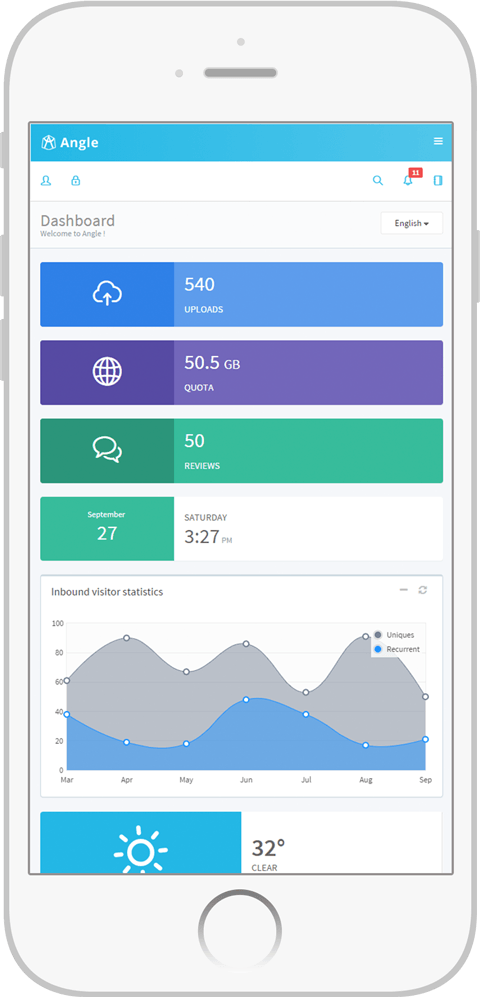 Angle
11
Dashboard
Welcome to Angle !
English
540
UPLOADS
50.5 GB
QUOTA
50
REVIEWS
September
27
SATURDAY
3:27 PM
Inbound visitor statistics
Uniques
Recurrent
100
80
60
40
20
0
Mar Apr May Jun Jul Aug Sep
32°
CLEAR